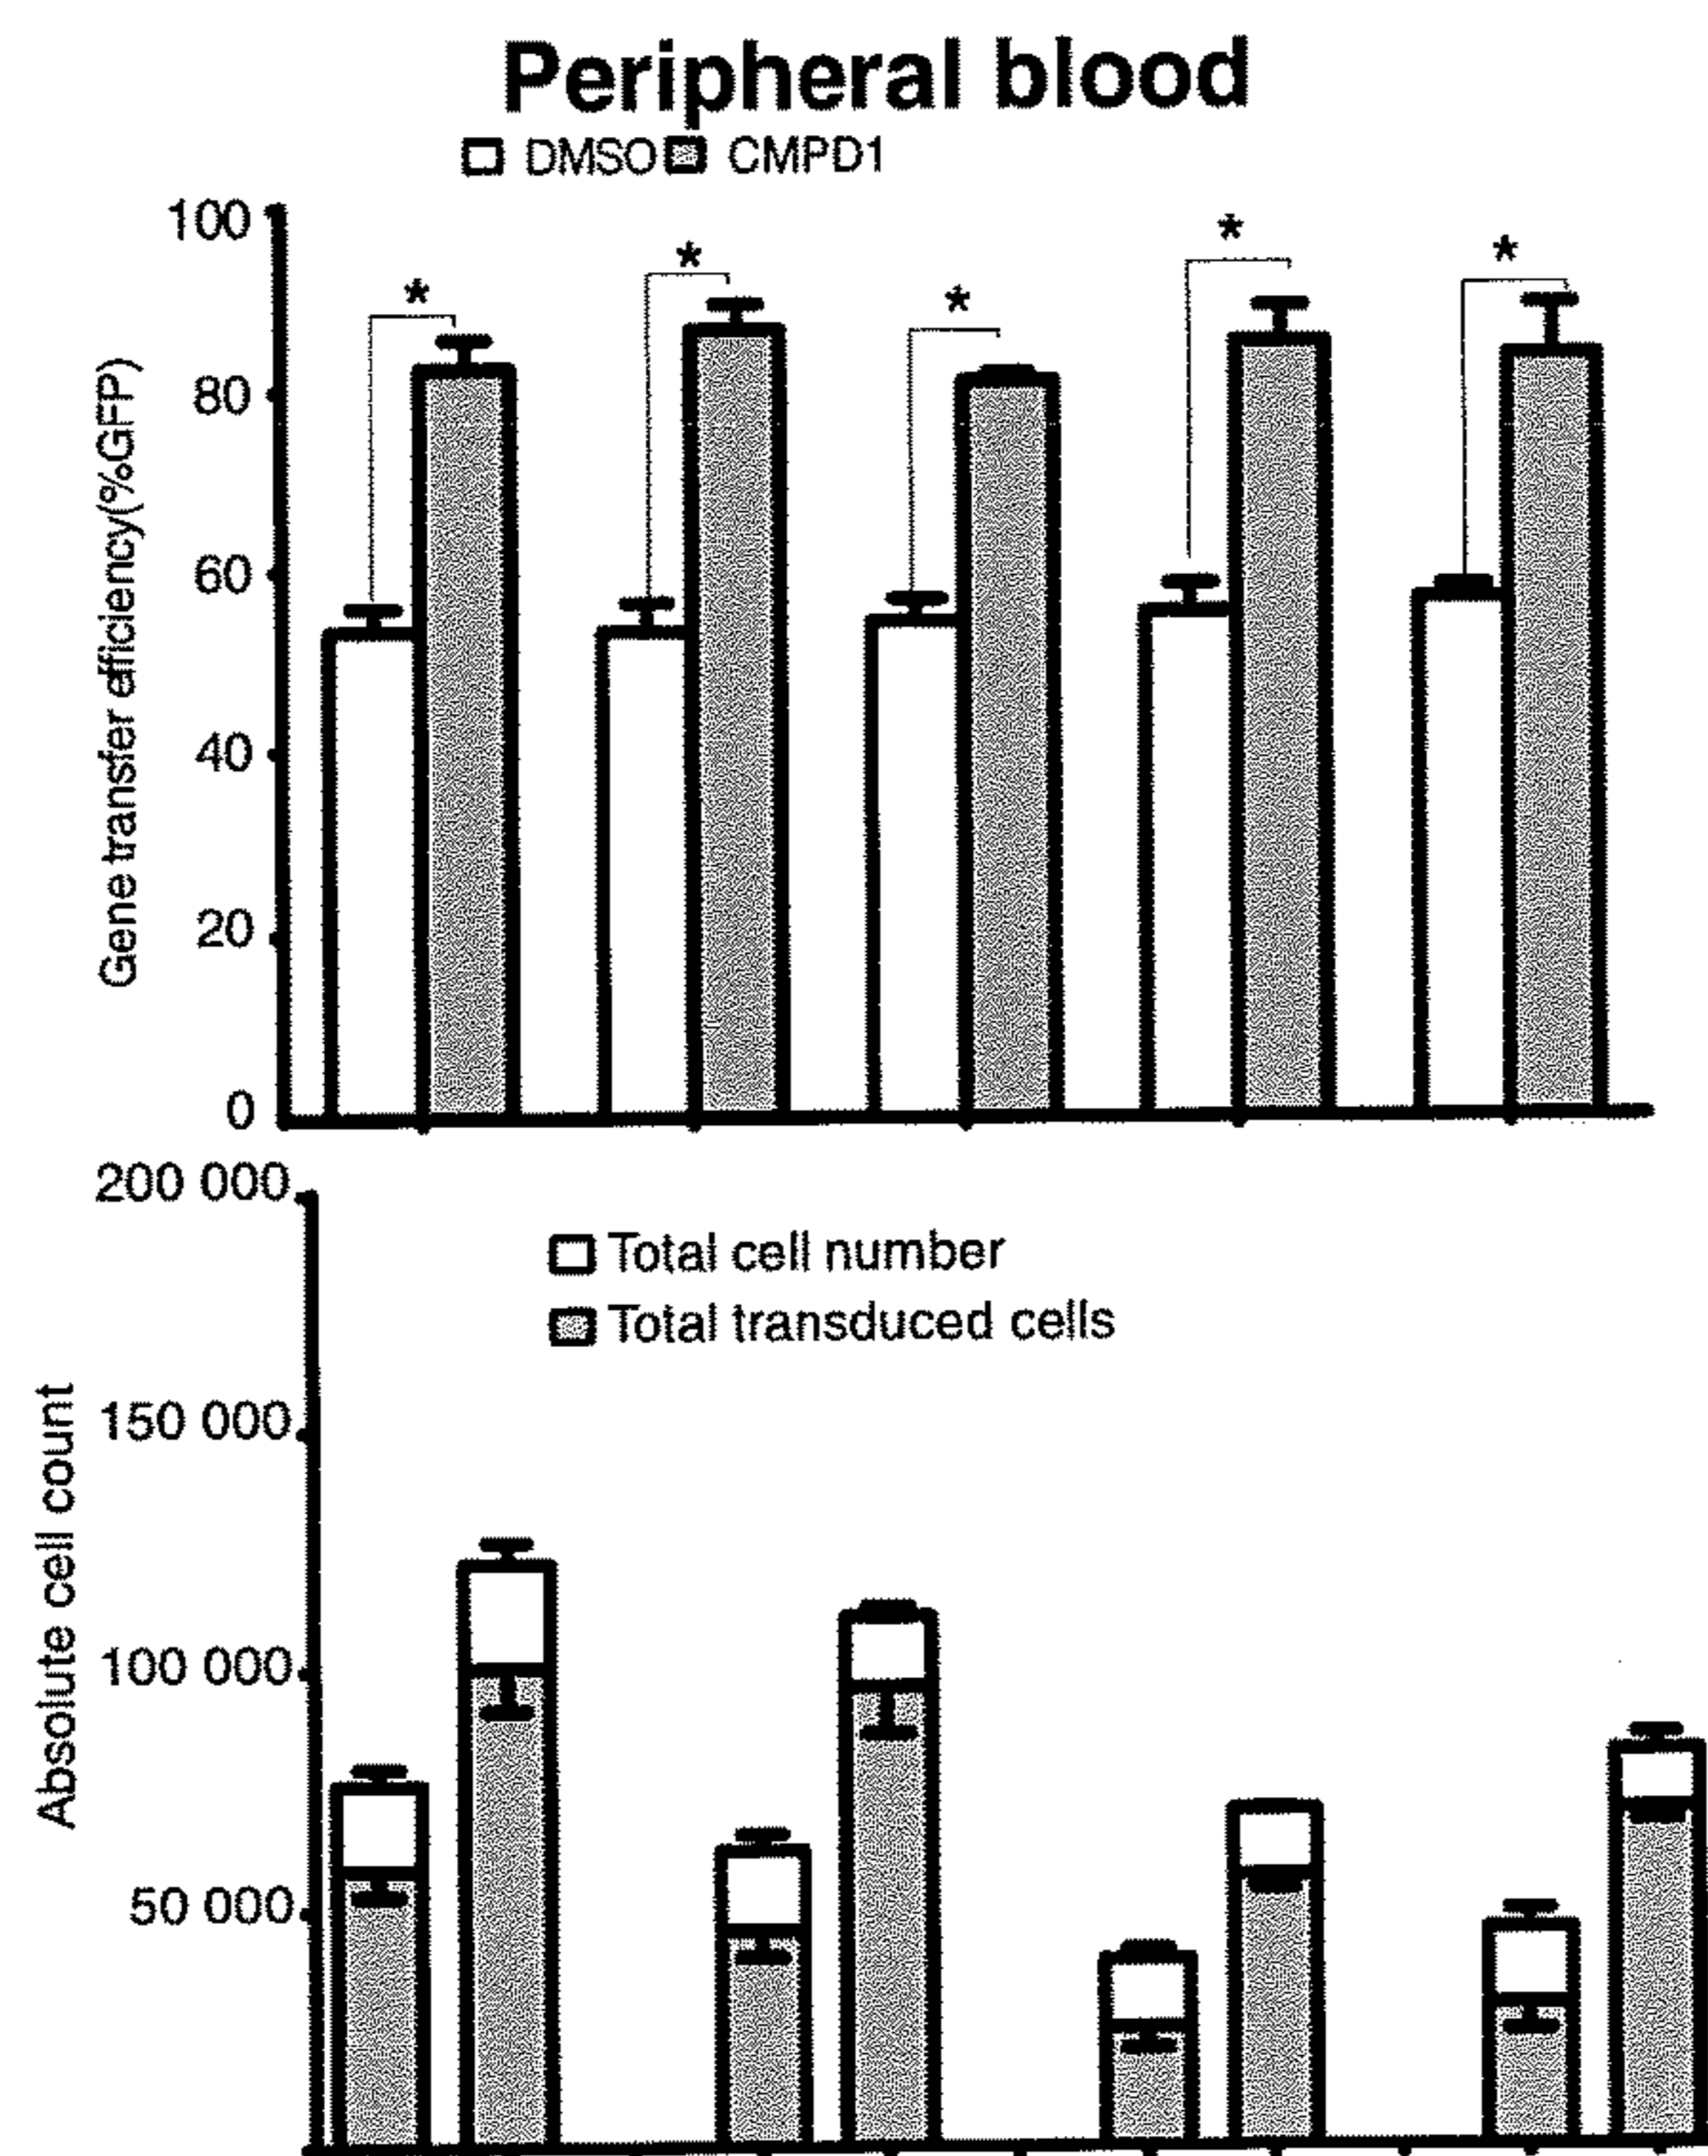 Peripheral blood
DMSO CMPD1
Gene transfer efficiency(%GFP)
100
80
60
40
20
0
*
*
*
*
*
Absolute cell count
200 000
150 000
100 000
50 000
Total cell number
Total transduced cells